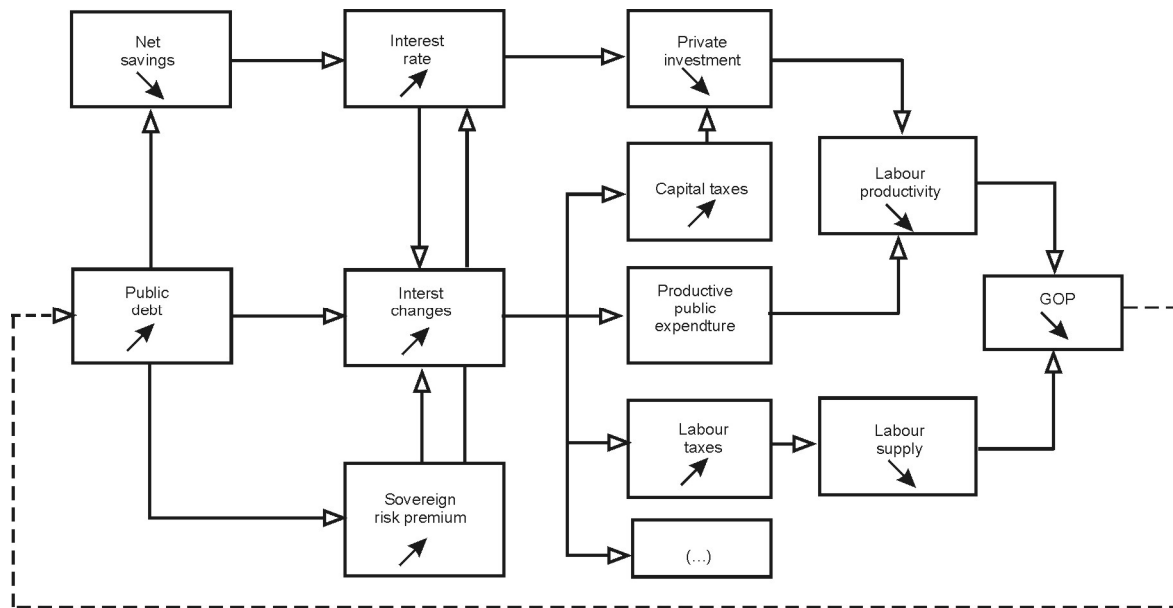 Net
savings
Interest
rate
Private
investment
Capital taxes
Labour
productivity
Public
debt
Interst
changes
Productive
public
expendture
GOP
Labour
taxes
Labour
supply
Sovereign
risk premium
(...)